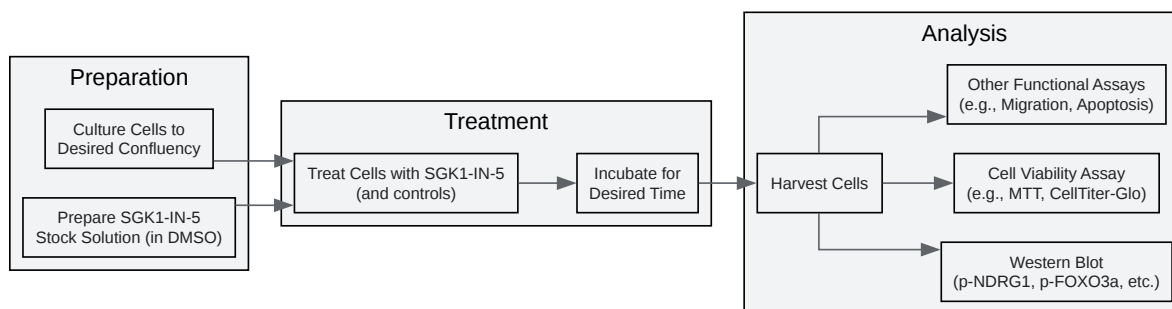 Preparation
Culture Cells to
Desired Confluency
Prepare SGK1-IN-5
Stock Solution (in DMSO)
Treatment
Treat Cells with SGK1-IN-5
(and controls)
Incubate for
Desired Time
Analysis
Harvest Cells
Other Functional Assays
(e.g., Migration, Apoptosis)
Cell Viability Assay
(e.g., MTT, CellTiter-Glo)
Western Blot
(p-NDRG1, p-FOXO3a, etc.)